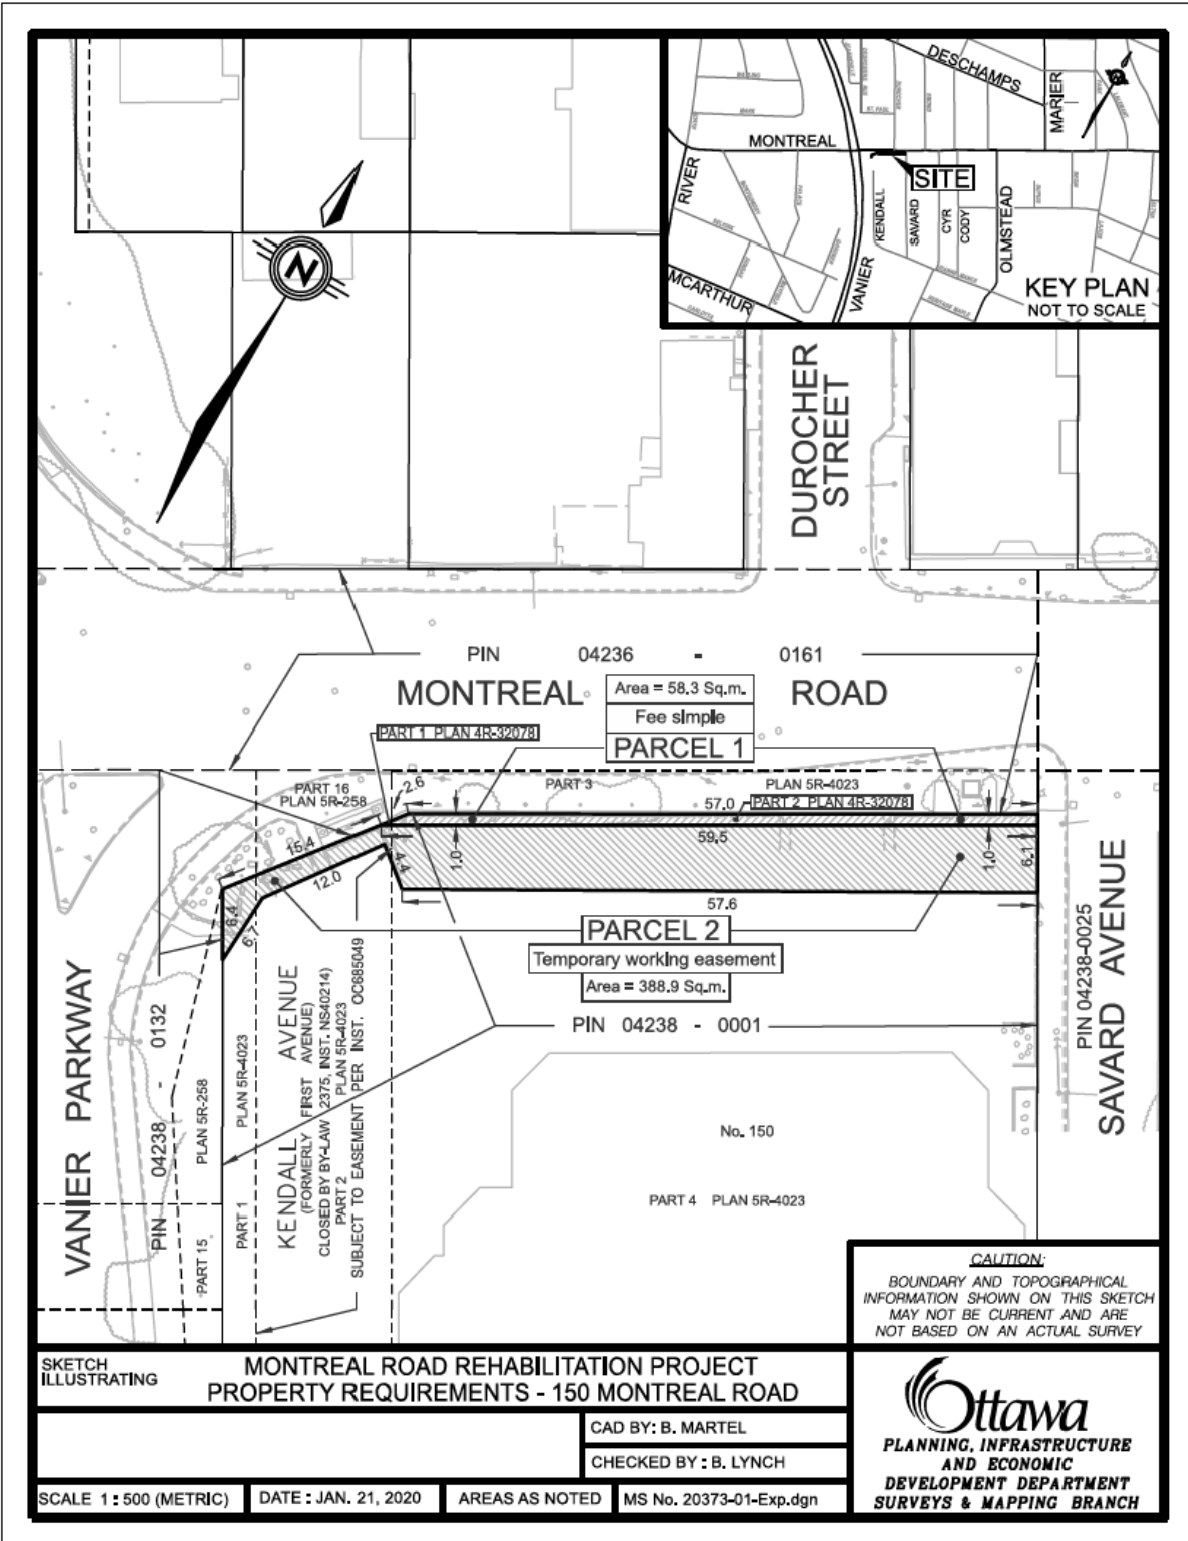 DESCHAMPS
MARIER
MONTREAL
RIVER
SITE
KENDALL
SAVARD
CYR
CODY
OLMSTEAD
VANIER
MCARTHUR
KEY PLAN
NOT TO SCALE
N
DUROCHER
STREET
PIN 04236 - 0161
MONTREAL ROAD
Area = 58.3 Sq.m.
Fee simple
PARCEL 1
PART 1 PLAN 4R-32078
PART 16
PLAN 5R-258
PART 3
PLAN 5R-4023
2.6
57.0
PART 2 PLAN 4R-32078
15.4
12.0
4.4
1.0
59.5
1.0
6.1
6.4
6.7
57.6
PARCEL 2
Temporary working easement
Area = 388.9 Sq.m.
PIN 04238 - 0001
VANIER PARKWAY
PIN 04238 - 0132
PLAN 5R-258
PART 15
PLAN 5R-4023
PART 1
KENDALL AVENUE
(FORMERLY FIRST AVENUE)
CLOSED BY BY-LAW 2375, INST. NS40214)
PART 2 PLAN 5R-4023
SUBJECT TO EASEMENT PER INST. OC685049
PIN 04238-0025
SAVARD AVENUE
No. 150
PART 4 PLAN 5R-4023
CAUTION:
BOUNDARY AND TOPOGRAPHICAL
INFORMATION SHOWN ON THIS SKETCH
MAY NOT BE CURRENT AND ARE
NOT BASED ON AN ACTUAL SURVEY
SKETCH
ILLUSTRATING
MONTREAL ROAD REHABILITATION PROJECT
PROPERTY REQUIREMENTS - 150 MONTREAL ROAD
CAD BY: B. MARTEL
CHECKED BY : B. LYNCH
SCALE 1 : 500 (METRIC)
DATE : JAN. 21, 2020
AREAS AS NOTED
MS No. 20373-01-Exp.dgn
Ottawa
PLANNING, INFRASTRUCTURE
AND ECONOMIC
DEVELOPMENT DEPARTMENT
SURVEYS & MAPPING BRANCH